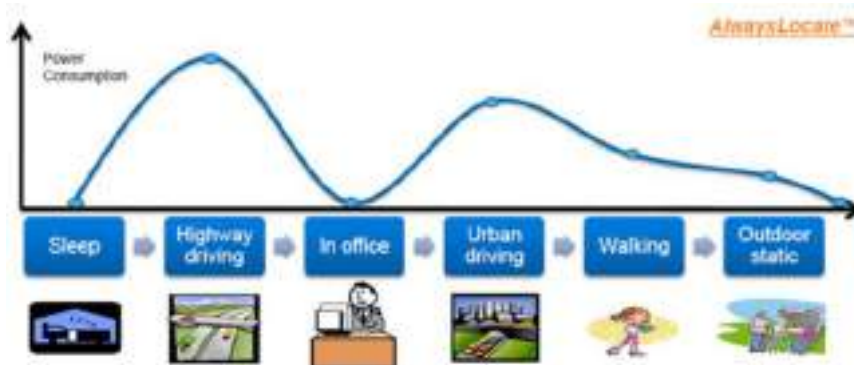 AlwaysLocate™
Power
Consumption
Sleep
Highway
driving
In office
Urban
driving
Walking
Outdoor
static